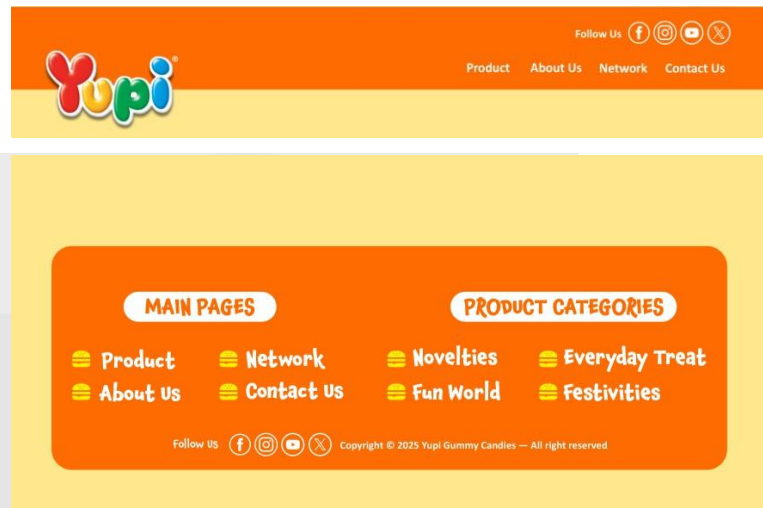 Follow Us
Yupi®
Product About Us Network Contact Us
MAIN PAGES
PRODUCT CATEGORIES
Product Network Novelties Everyday Treat
About Us Contact Us Fun World Festivities
Follow US Copyright © 2025 Yupi Gummy Candies — All right reserved